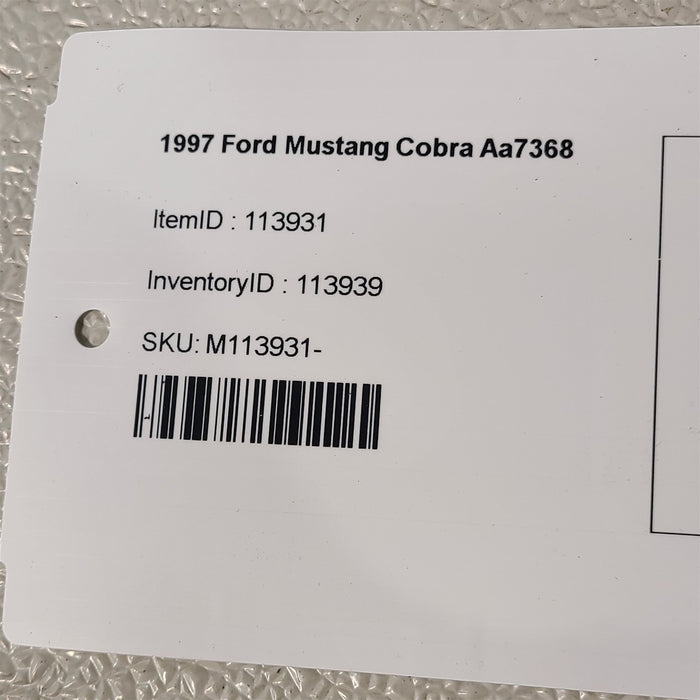 1997 Ford Mustang Cobra Aa7368
ItemID : 113931
InventoryID : 113939
SKU: M113931-